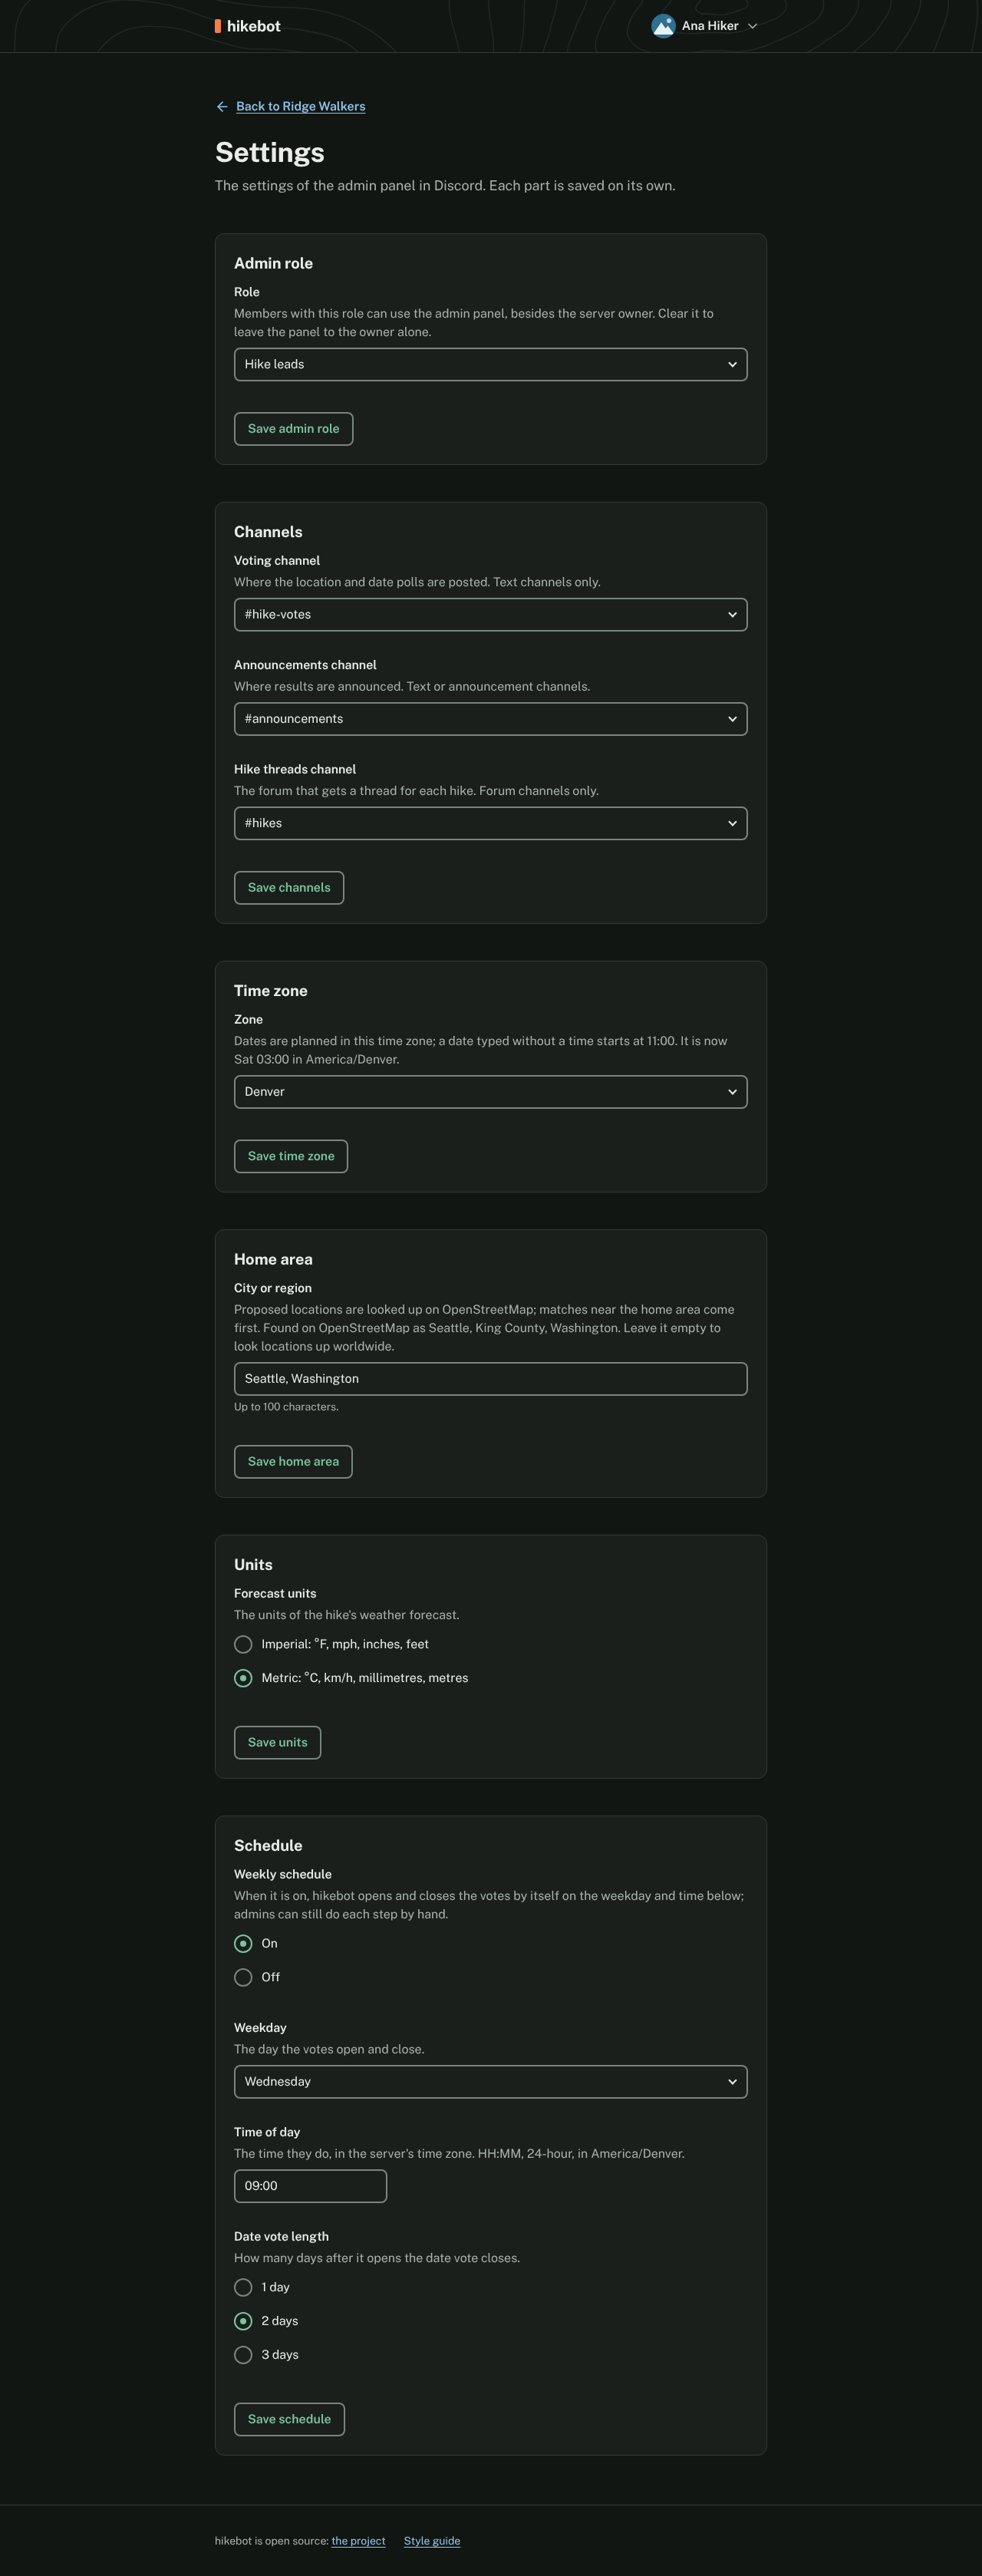 hikebot
Ana Hiker
Back to Ridge Walkers
Settings
The settings of the admin panel in Discord. Each part is saved on its own.
Admin role
Role
Members with this role can use the admin panel, besides the server owner. Clear it to
leave the panel to the owner alone.
Hike leads
Save admin role
Channels
Voting channel
Where the location and date polls are posted. Text channels only.
#hike-votes
Announcements channel
Where results are announced. Text or announcement channels.
#announcements
Hike threads channel
The forum that gets a thread for each hike. Forum channels only.
#hikes
Save channels
Time zone
Zone
Dates are planned in this time zone; a date typed without a time starts at 11:00. It is now
Sat 03:00 in America/Denver.
Denver
Save time zone
Home area
City or region
Proposed locations are looked up on OpenStreetMap; matches near the home area come
first. Found on OpenStreetMap as Seattle, King County, Washington. Leave it empty to
look locations up worldwide.
Seattle, Washington
Up to 100 characters.
Save home area
Units
Forecast units
The units of the hike's weather forecast.
Imperial: °F, mph, inches, feet
Metric: °C, km/h, millimetres, metres
Save units
Schedule
Weekly schedule
When it is on, hikebot opens and closes the votes by itself on the weekday and time below;
admins can still do each step by hand.
On
Off
Weekday
The day the votes open and close.
Wednesday
Time of day
The time they do, in the server's time zone. HH:MM, 24-hour, in America/Denver.
09:00
Date vote length
How many days after it opens the date vote closes.
1 day
2 days
3 days
Save schedule
hikebot is open source: the project Style guide